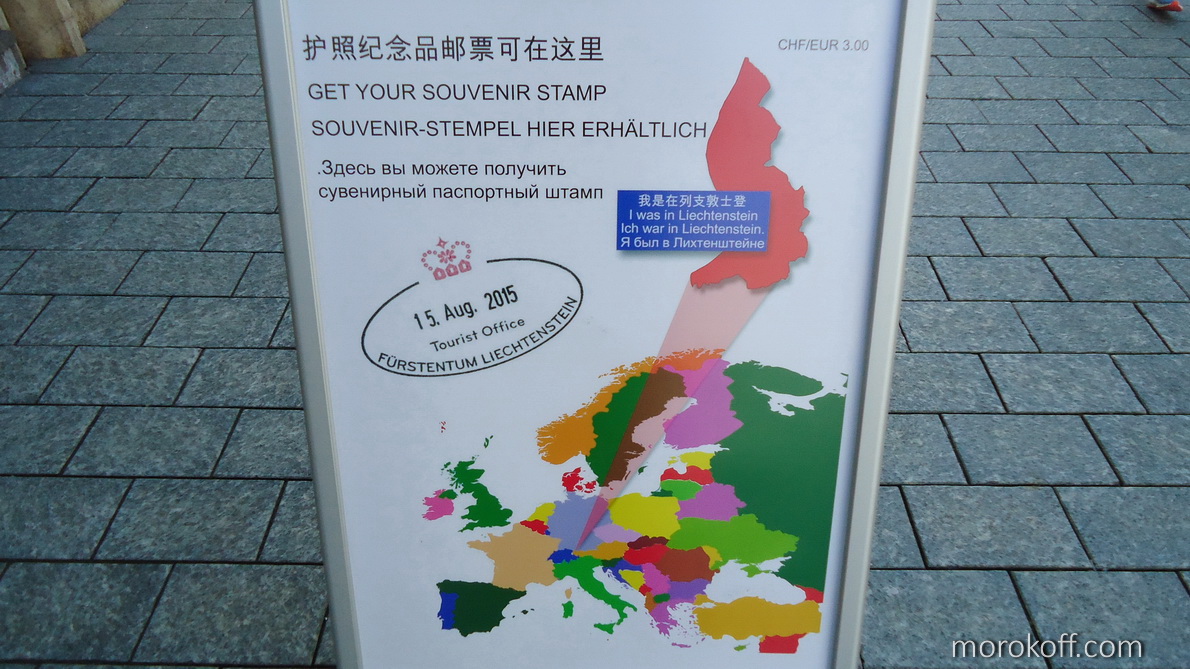 护照纪念品邮票可在这里
CHF/EUR 3.00
GET YOUR SOUVENIR STAMP
SOUVENIR-STEMPEL HIER ERHÄLTLICH
.Здесь вы можете получить
сувенирный паспортный штамп
我是在列支敦士登
I was in Liechtenstein
Ich war in Liechtenstein.
Я был в Лихтенштейне
15. Aug. 2015
Tourist Office
FÜRSTENTUM LIECHTENSTEIN
morokoff.com